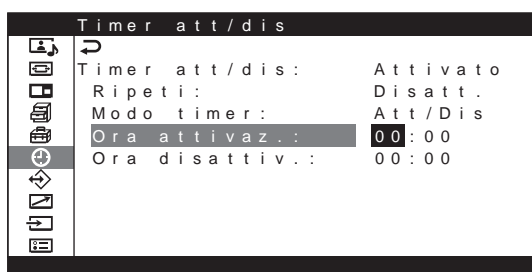 Timer att/dis
Timer att/dis: Attivato
Ripeti: Disatt.
Modo timer: Att/Dis
Ora attivaz.: 00:00
Ora disattiv.: 00:00